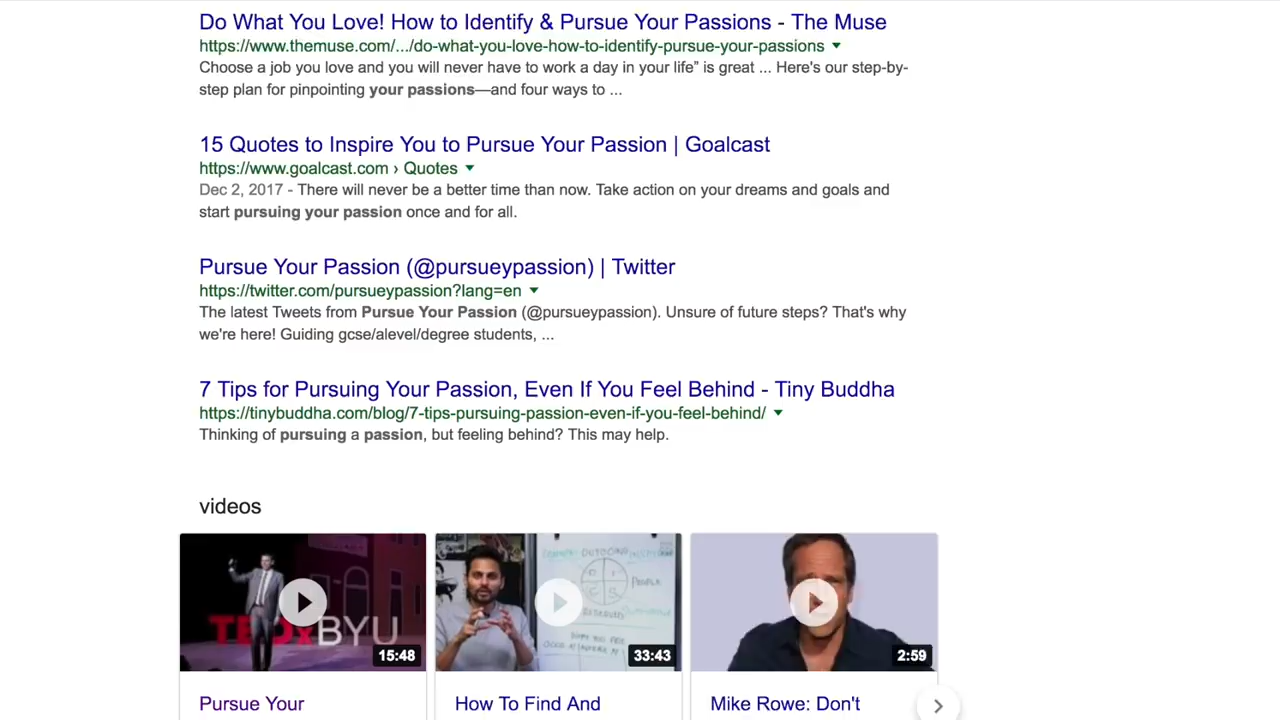 Do What You Love! How to Identify & Pursue Your Passions - The Muse
https://www.themuse.com/.../do-what-you-love-how-to-identify-pursue-your-passions
Choose a job you love and you will never have to work a day in your life” is great ... Here's our step-by-
step plan for pinpointing your passions—and four ways to ...
15 Quotes to Inspire You to Pursue Your Passion | Goalcast
https://www.goalcast.com › Quotes
Dec 2, 2017 - There will never be a better time than now. Take action on your dreams and goals and
start pursuing your passion once and for all.
Pursue Your Passion (@pursueypassion) | Twitter
https://twitter.com/pursueypassion?lang=en
The latest Tweets from Pursue Your Passion (@pursueypassion). Unsure of future steps? That's why
we're here! Guiding gcse/alevel/degree students, ...
7 Tips for Pursuing Your Passion, Even If You Feel Behind - Tiny Buddha
https://tinybuddha.com/blog/7-tips-pursuing-passion-even-if-you-feel-behind/
Thinking of pursuing a passion, but feeling behind? This may help.
videos
TEDxBYU
PEOPLE
15:48
33:43
2:59
Pursue Your
How To Find And
Mike Rowe: Don't